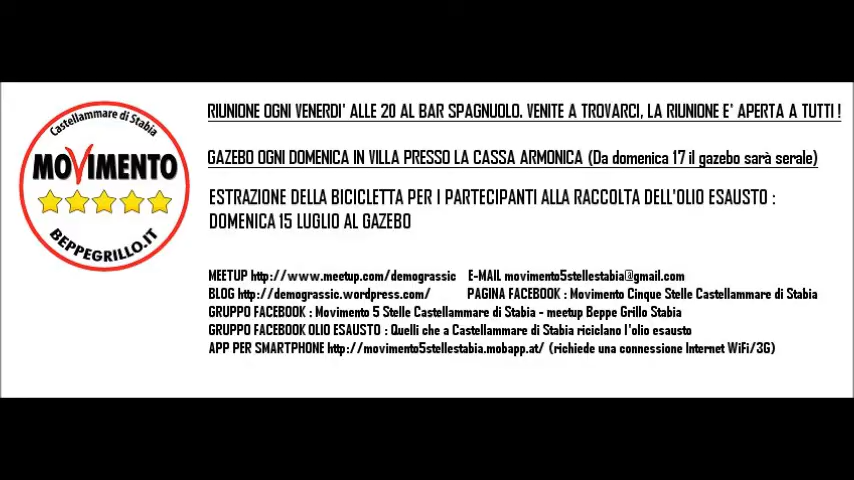 Castellammare di Stabia
MOVIMENTO
BEPPEGRILLO.IT
RIUNIONE OGNI VENERDI' ALLE 20 AL BAR SPAGNUOLO. VENITE A TROVARCI, LA RIUNIONE E' APERTA A TUTTI !
GAZEBO OGNI DOMENICA IN VILLA PRESSO LA CASSA ARMONICA (Da domenica 17 il gazebo sarà serale)
ESTRAZIONE DELLA BICICLETTA PER I PARTECIPANTI ALLA RACCOLTA DELL'OLIO ESAUSTO :
DOMENICA 15 LUGLIO AL GAZEBO
MEETUP http://www.meetup.com/demograssic E-MAIL movimento5stellestabia@gmail.com
BLOG http://demograssic.wordpress.com/ PAGINA FACEBOOK : Movimento Cinque Stelle Castellammare di Stabia
GRUPPO FACEBOOK : Movimento 5 Stelle Castellammare di Stabia - meetup Beppe Grillo Stabia
GRUPPO FACEBOOK OLIO ESAUSTO : Quelli che a Castellammare di Stabia riciclano l'olio esausto
APP PER SMARTPHONE http://movimento5stellestabia.mobapp.at/ (richiede una connessione Internet WiFi/3G)